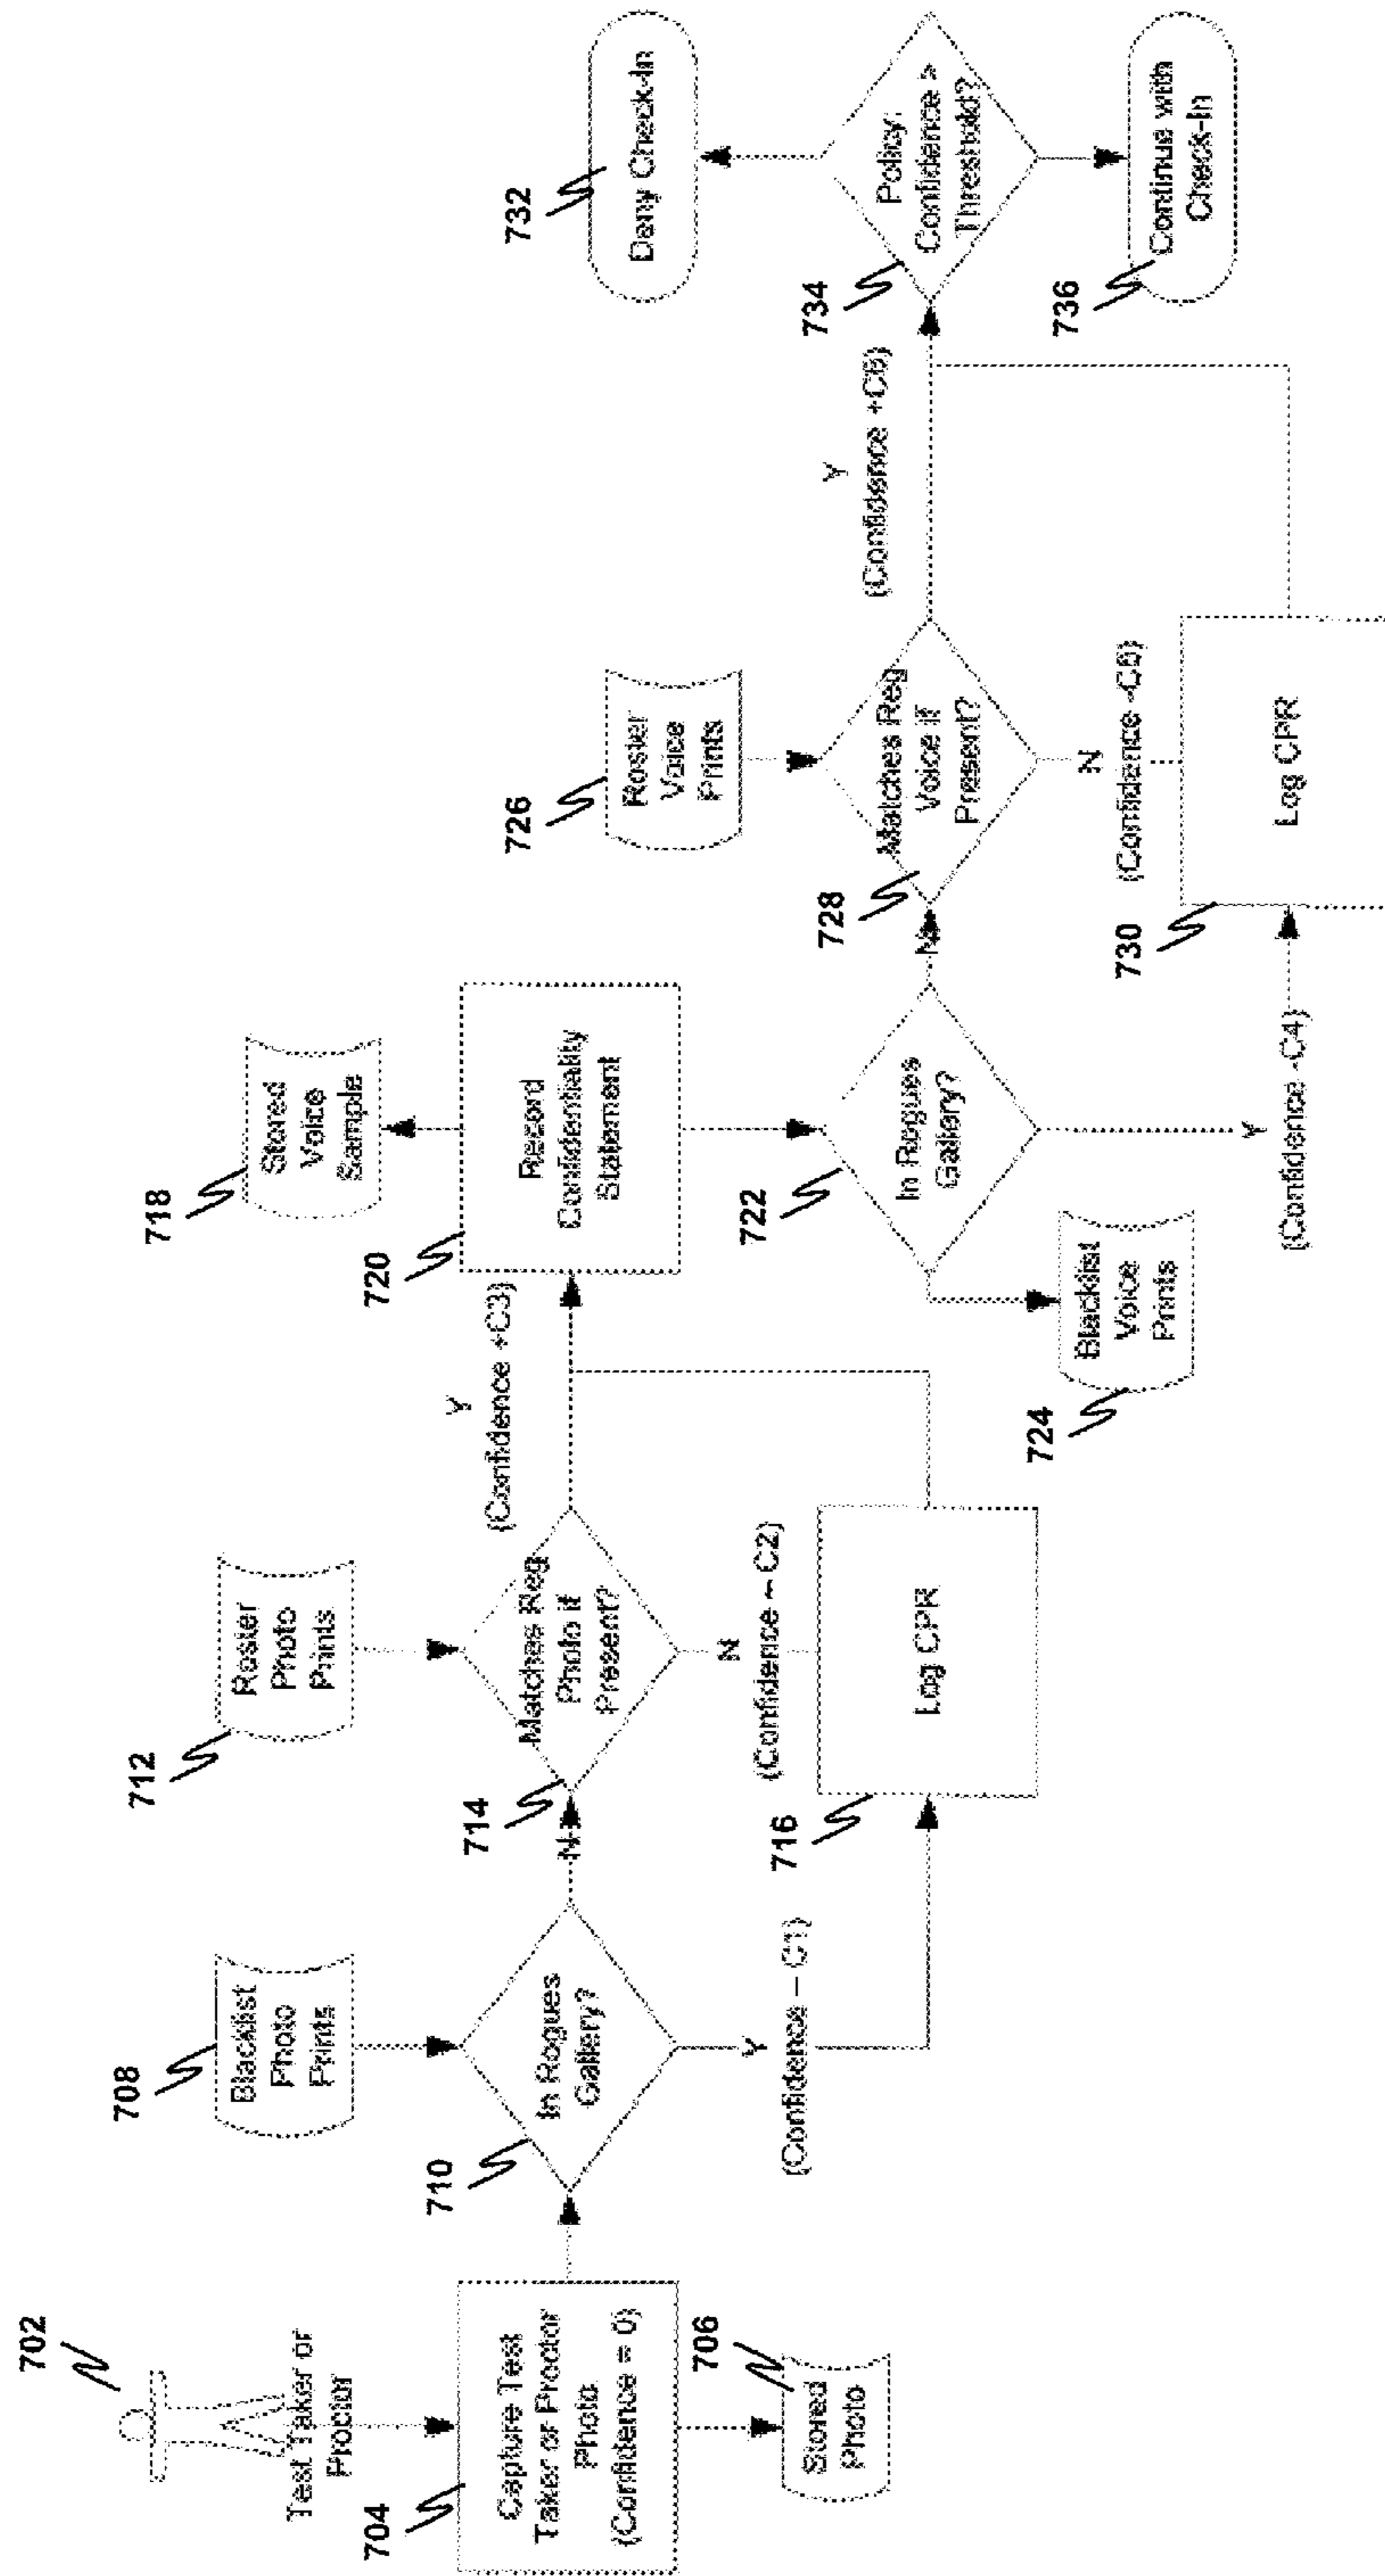 702
Test Taker or
Proctor
704
Capture Test
Taker or Proctor
Photo
(Confidence = 0)
706
Stored
Photo
708
Blacklist
Photo
Prints
710
In Rogues
Gallery?
Y
(Confidence – C1)
N
712
Roster
Photo
Prints
714
Matches Reg
Photo if
Present?
N
(Confidence – C2)
716
Log CPR
Y
(Confidence +C3)
718
Stored
Voice
Sample
720
Record
Confidentiality
Statement
722
In Rogues
Gallery?
724
Blacklist
Voice
Prints
Y
(Confidence -C4)
N
726
Roster
Voice
Prints
728
Matches Reg
Voice if
Present?
N
(Confidence
730
Log CPR
Y
(Confidence
732
Deny Check-In
734
Policy:
Confidence >
Threshold?
736
Continue with
Check-In